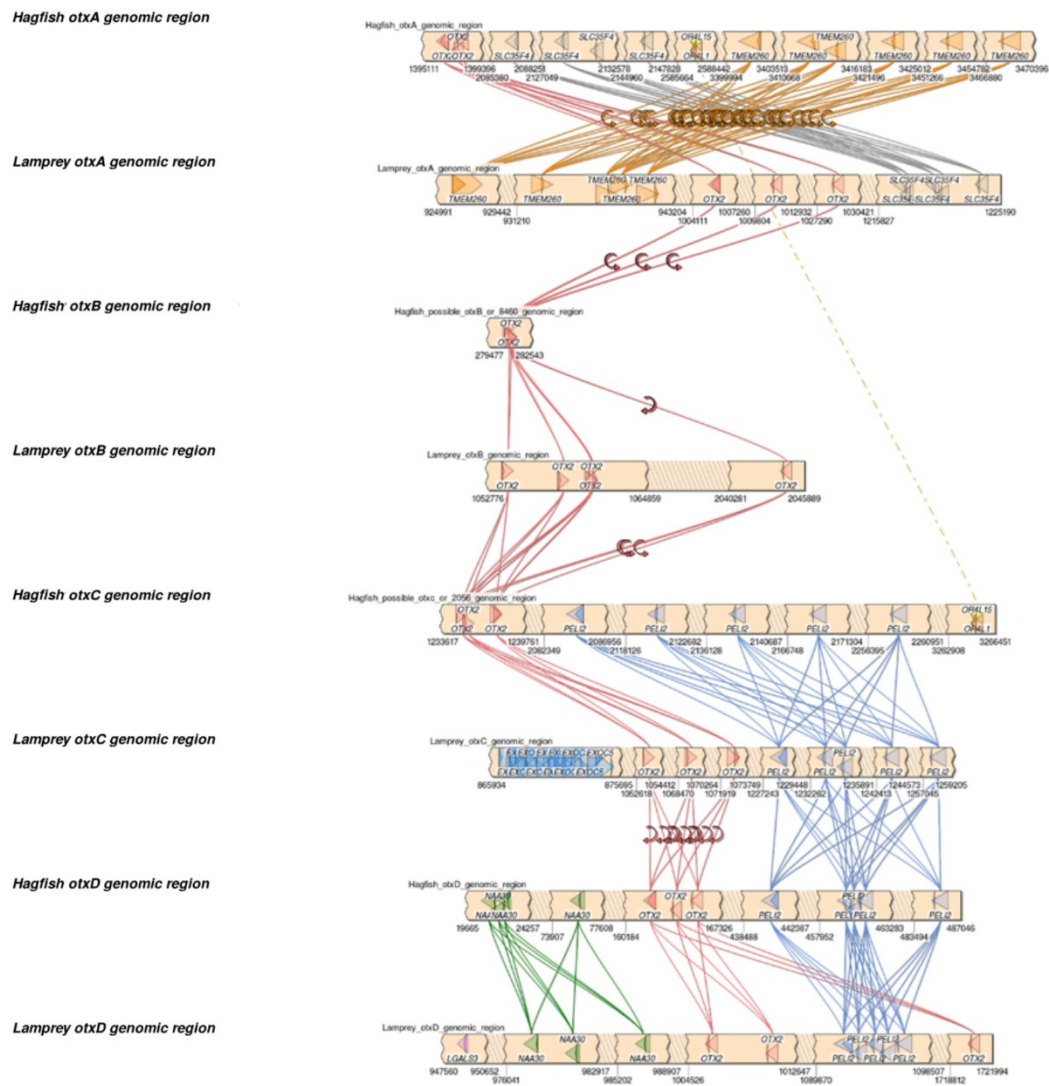 Hagfish otxA genomic region
Hagfish_otxA_genomic_region
OTX2 SLC35F4 OR4L15 TMEM260
OTX2 SLC35F4 SLC35F4 SLC35F4 TMEM260 TMEM260 TMEM260 TMEM260 TMEM260
1395111 1399396 2088258 2132578 2147828 2588442 3403513 3416183 3425012 3454782 3470396
2085380 2127049 2144960 2585664 3399994 3410668 3421496 3451266 3466880
Lamprey otxA genomic region
Lamprey_otxA_genomic_region
TMEM260 TMEM260 SLC35F4 SLC35F4
TMEM260 TMEM260 TMEM260 OTX2 OTX2 OTX2 SLC35F4 SLC35F4
924991 929442 943204 1007260 1012932 1030421 1225190
931210 1004111 1009804 1027290 1215827
Hagfish otxB genomic region
Hagfish_possible_otxB_or_8460_genomic_region
OTX2
OTX2
279477 282543
Lamprey otxB genomic region
Lamprey_otxB_genomic_region
OTX2 OTX2
OTX2 OTX2 OTX2
1052776 1064859 2040281 2045889
Hagfish otxC genomic region
Hagfish_possible_otxc_or_2056_genomic_region
OTX2 OR4L15
OTX2 OTX2 PELI2 PELI2 PELI2 PELI2 PELI2
1233617 1239761 2086956 2122682 2140687 2171304 2260951 3266451
2082349 2118126 2136128 2166748 2256395 3262908
Lamprey otxC genomic region
Lamprey_otxC_genomic_region
PELI2
OTX2 OTX2 OTX2 PELI2 PELI2 PELI2 PELI2
865934 875695 1054412 1070264 1073749 1229448 1235891 1244573 1259205
1052618 1068470 1071919 1227243 1232262 1242413 1257045
Hagfish otxD genomic region
Hagfish_otxD_genomic_region
NAA30 OTX2 PELI2
NAA30 NAA30 OTX2 OTX2 PELI2 PELI2 PELI2
19665 24257 77608 167326 442387 463283 487046
73907 160184 438488 457952 483494
Lamprey otxD genomic region
Lamprey_otxD_genomic_region
NAA30 OTX2 PELI2 PELI2
LGALS3 NAA30 NAA30 OTX2 PELI2 PELI2 PELI2 OTX2
947560 950652 982917 988907 1012647 1098507 1721994
976041 985202 1004526 1089870 1718812